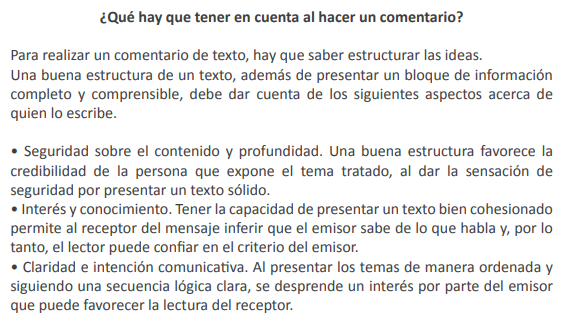 ¿Qué hay que tener en cuenta al hacer un comentario?
Para realizar un comentario de texto, hay que saber estructurar las ideas.
Una buena estructura de un texto, además de presentar un bloque de información
completo y comprensible, debe dar cuenta de los siguientes aspectos acerca de
quien lo escribe.
• Seguridad sobre el contenido y profundidad. Una buena estructura favorece la
credibilidad de la persona que expone el tema tratado, al dar la sensación de
seguridad por presentar un texto sólido.
• Interés y conocimiento. Tener la capacidad de presentar un texto bien cohesionado
permite al receptor del mensaje inferir que el emisor sabe de lo que habla y, por lo
tanto, el lector puede confiar en el criterio del emisor.
• Claridad e intención comunicativa. Al presentar los temas de manera ordenada y
siguiendo una secuencia lógica clara, se desprende un interés por parte del emisor
que puede favorecer la lectura del receptor.